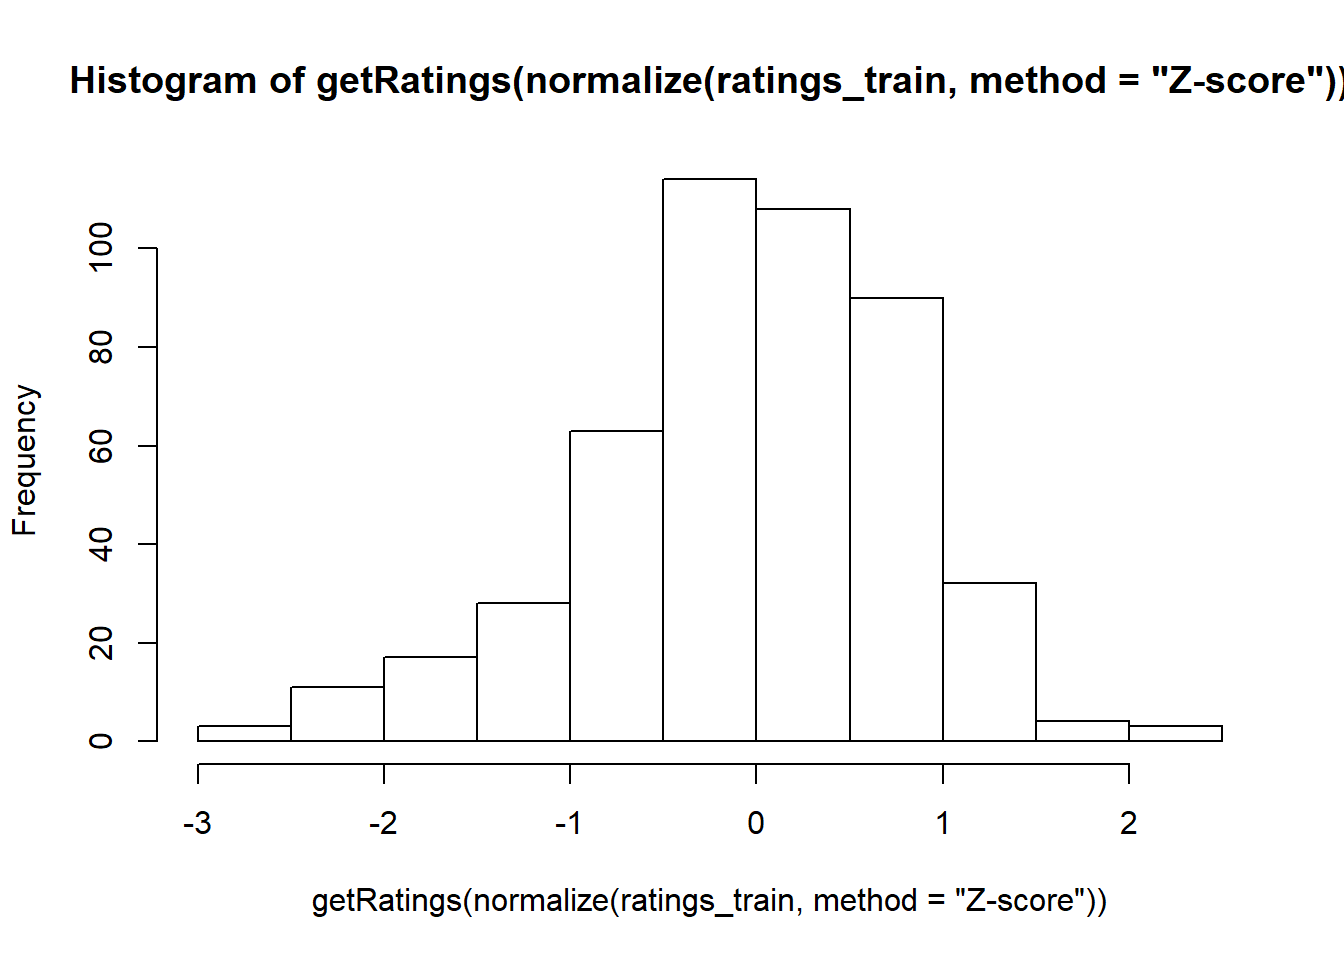 Histogram of getRatings(normalize(ratings_train, method = "Z-score"))
Frequency
100
80
60
40
20
0
-3 -2 -1 0 1 2
getRatings(normalize(ratings_train, method = "Z-score"))